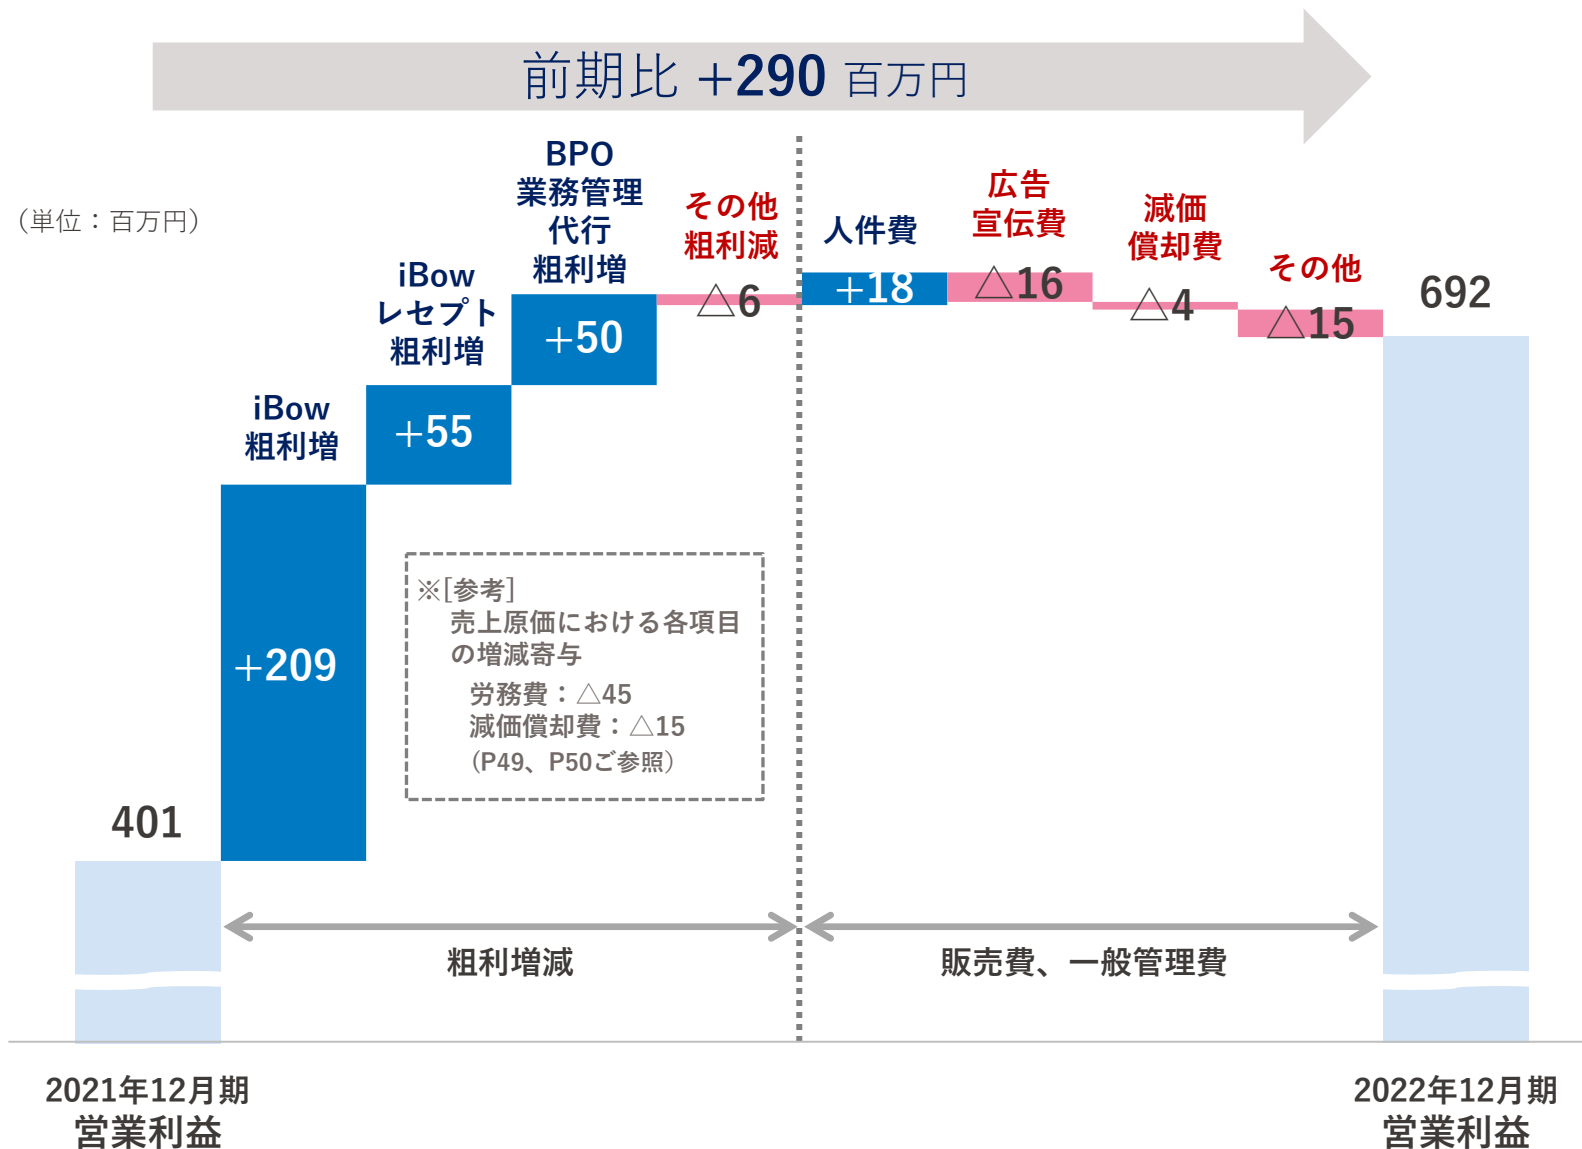 前期比 +290 百万円
（単位：百万円）
401
iBow
粗利増
+209
iBow
レセプト
粗利増
+55
BPO
業務管理
代行
粗利増
+50
その他
粗利減
△6
人件費
+18
広告
宣伝費
△16
減価
償却費
△4
その他
△15
692
※[参考]
売上原価における各項目
の増減寄与
労務費：△45
減価償却費：△15
（P49、P50ご参照）
粗利増減
販売費、一般管理費
2021年12月期
営業利益
2022年12月期
営業利益